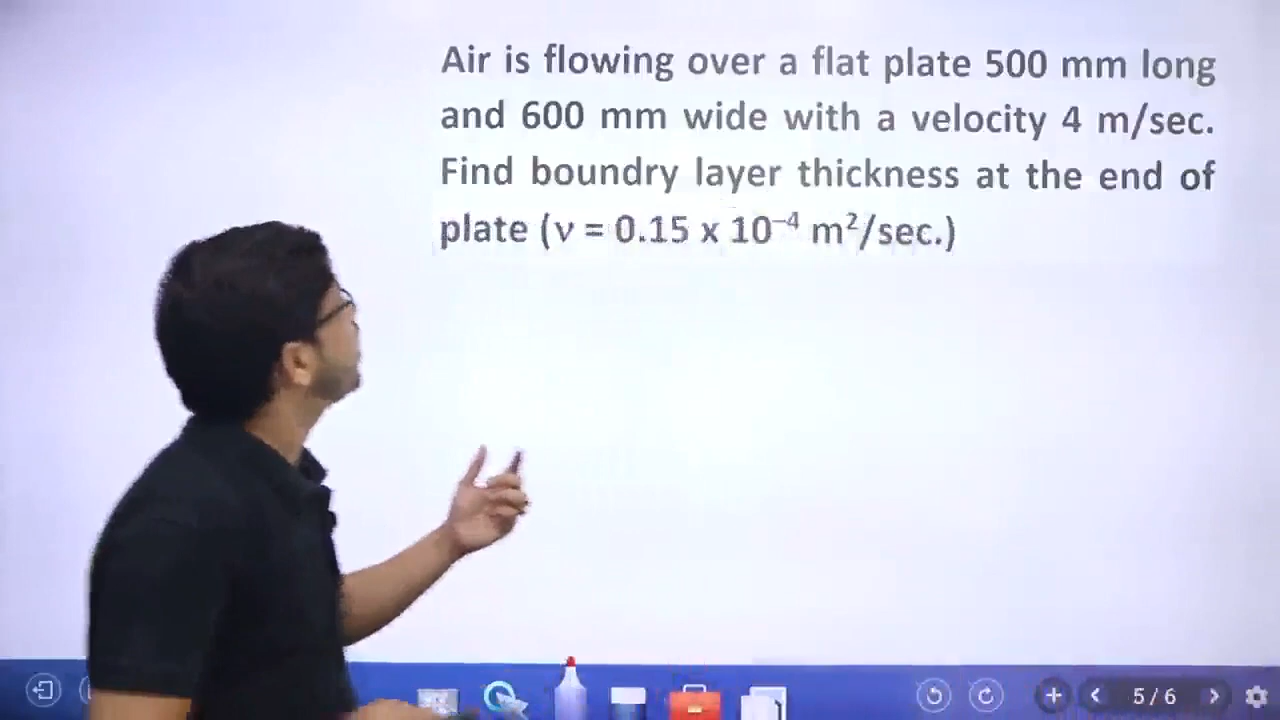 Air is flowing over a flat plate 500 mm long
and 600 mm wide with a velocity 4 m/sec.
Find boundry layer thickness at the end of
plate (ν = 0.15 x 10⁻⁴ m²/sec.)
5 / 6